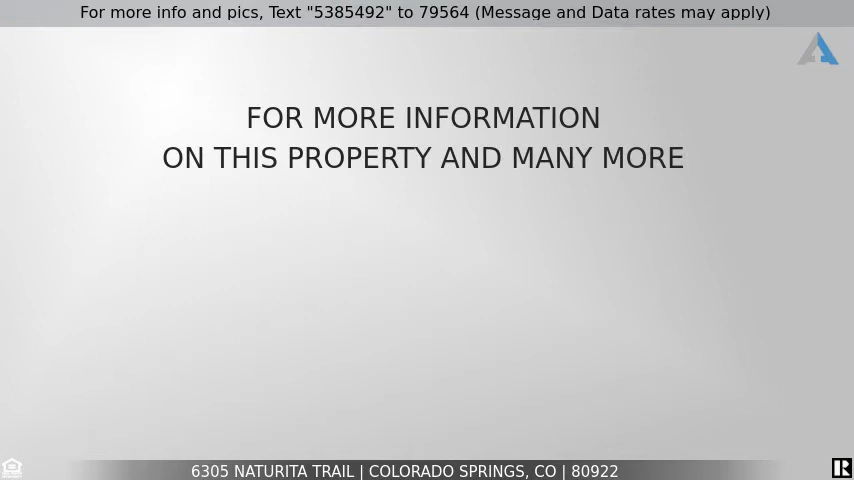 For more info and pics, Text "5385492" to 79564 (Message and Data rates may apply)
FOR MORE INFORMATION
ON THIS PROPERTY AND MANY MORE
6305 NATURITA TRAIL | COLORADO SPRINGS, CO | 80922